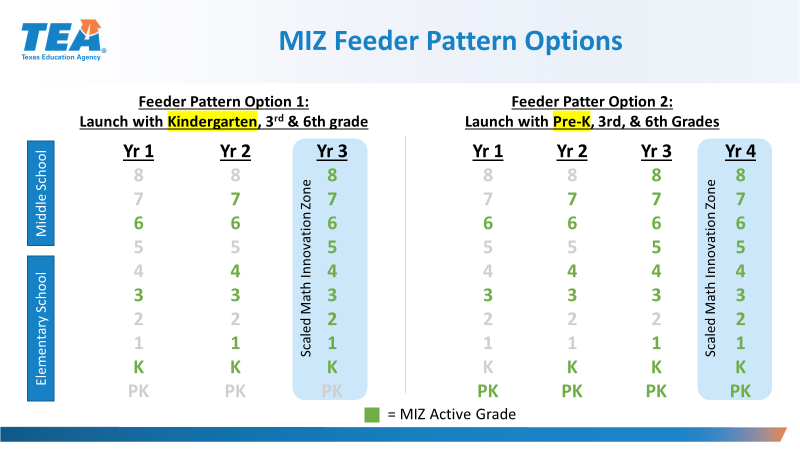 TEA®
Texas Education Agency
MIZ Feeder Pattern Options
Feeder Pattern Option 1:
Launch with Kindergarten, 3rd & 6th grade
Feeder Patter Option 2:
Launch with Pre-K, 3rd, & 6th Grades
Middle School
Elementary School
Yr 1 Yr 2 Yr 3
8 8 8
7 7 7
6 6 6
5 5 5
4 4 4
3 3 3
2 2 2
1 1 1
K K K
PK PK PK
Scaled Math Innovation Zone
Yr 1 Yr 2 Yr 3 Yr 4
8 8 8 8
7 7 7 7
6 6 6 6
5 5 5 5
4 4 4 4
3 3 3 3
2 2 2 2
1 1 1 1
K K K K
PK PK PK PK
Scaled Math Innovation Zone
= MIZ Active Grade